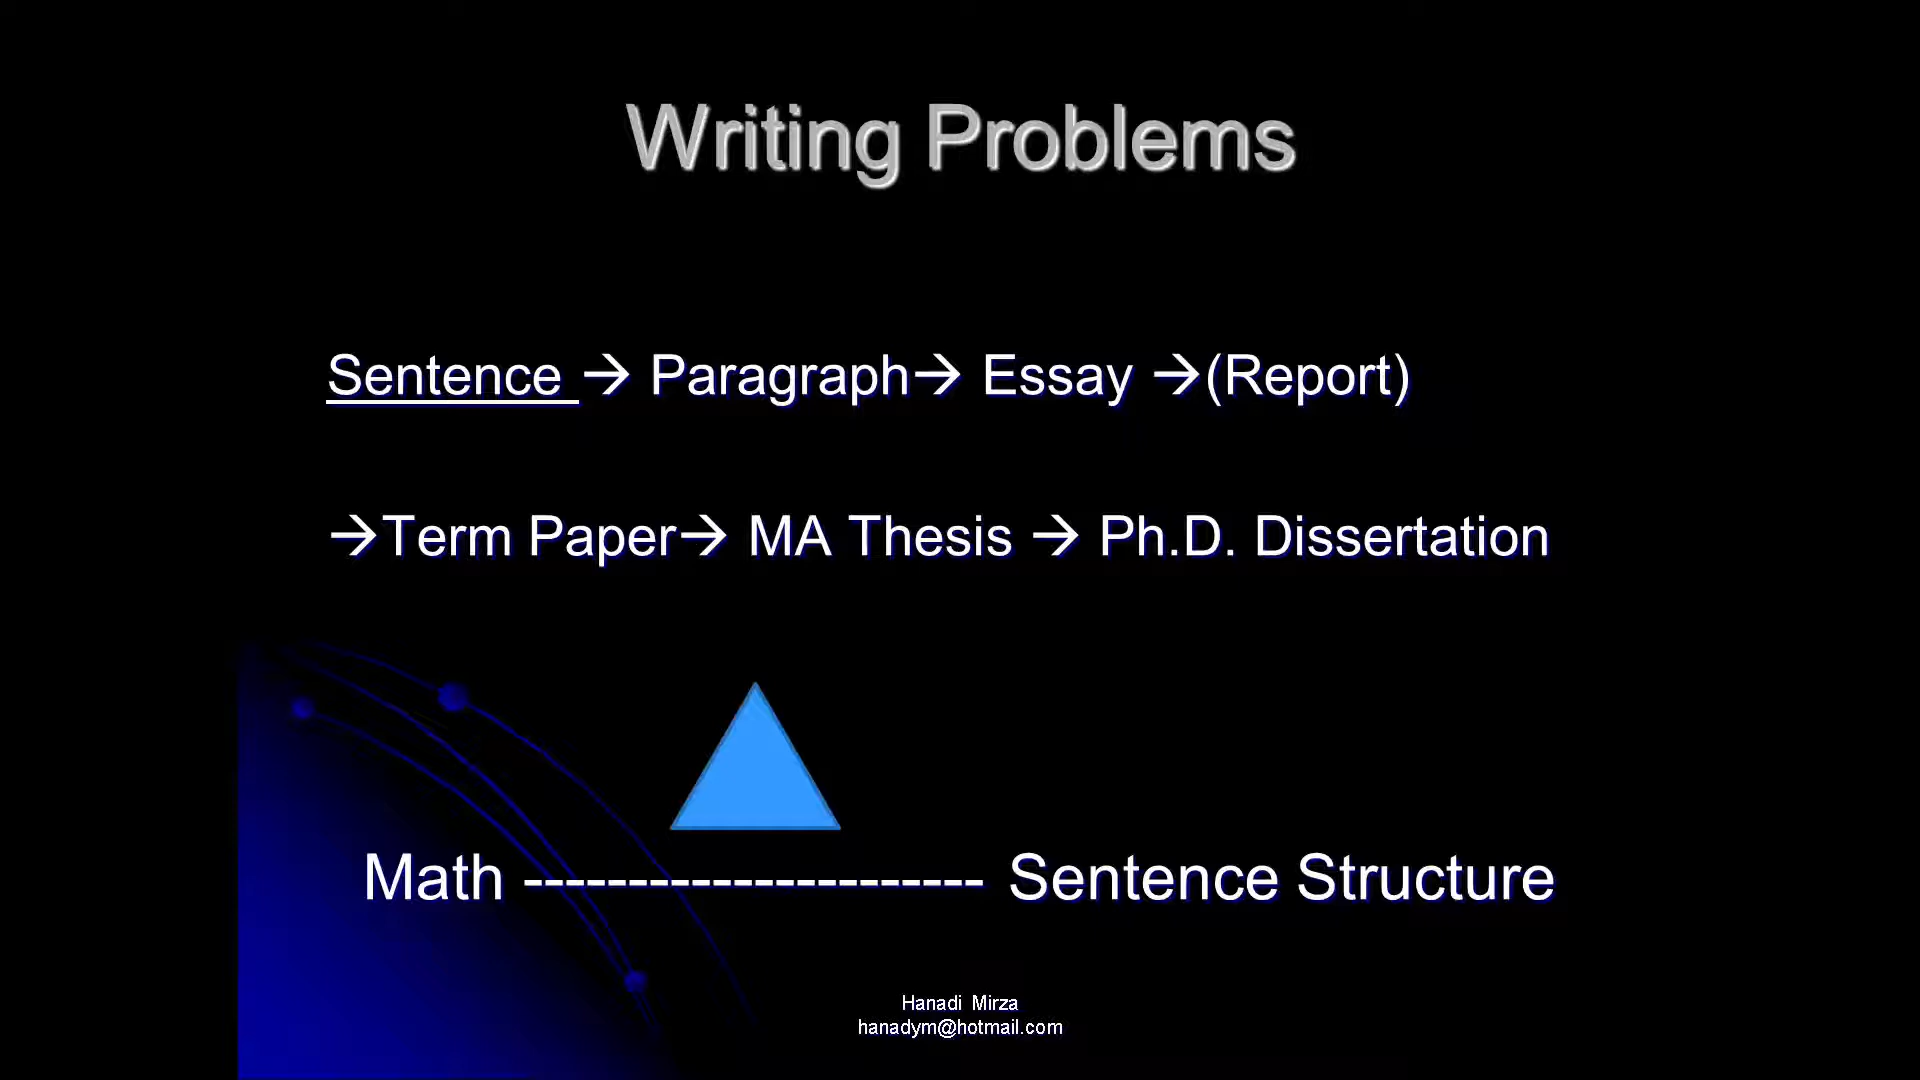 Writing Problems
Sentence → Paragraph→ Essay →(Report)
→Term Paper→ MA Thesis → Ph.D. Dissertation
Math ---------------------- Sentence Structure
Hanadi Mirza
hanadym@hotmail.com